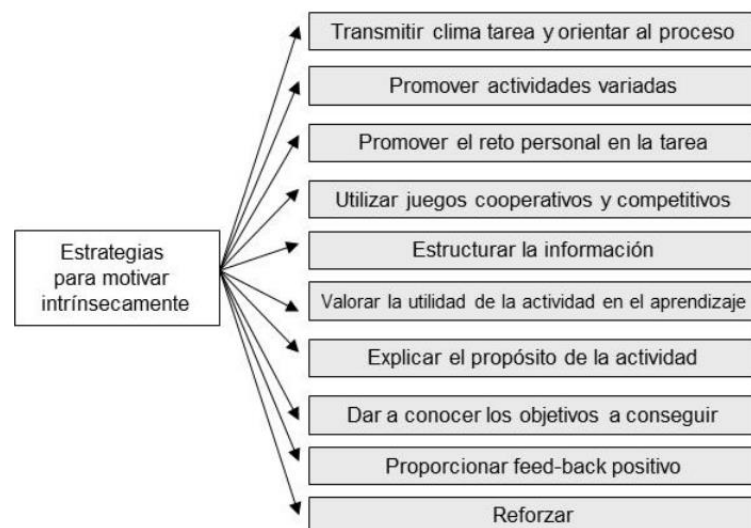 Transmitir clima tarea y orientar al proceso
Promover actividades variadas
Promover el reto personal en la tarea
Utilizar juegos cooperativos y competitivos
Estrategias
para motivar
intrínsecamente
Estructurar la información
Valorar la utilidad de la actividad en el aprendizaje
Explicar el propósito de la actividad
Dar a conocer los objetivos a conseguir
Proporcionar feed-back positivo
Reforzar